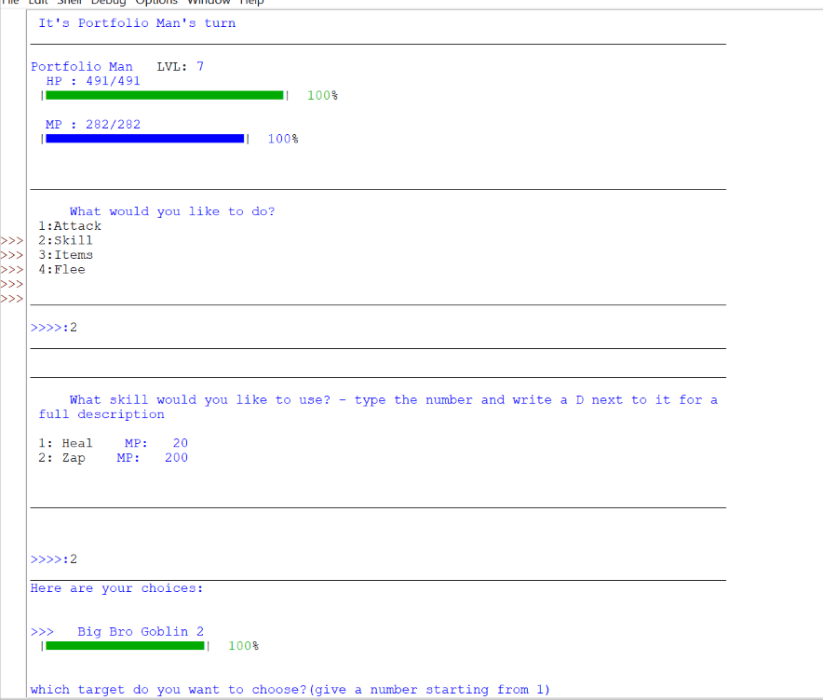 File Edit Shell Debug Options Window Help
It's Portfolio Man's turn
Portfolio Man LVL: 7
HP : 491/491
| | 100%
MP : 282/282
| | 100%
What would you like to do?
1:Attack
>>> 2:Skill
>>> 3:Items
>>> 4:Flee
>>>
>>>
>>>>:2
What skill would you like to use? - type the number and write a D next to it for a
full description
1: Heal MP: 20
2: Zap MP: 200
>>>>:2
Here are your choices:
>>> Big Bro Goblin 2
| | 100%
which target do you want to choose?(give a number starting from 1)